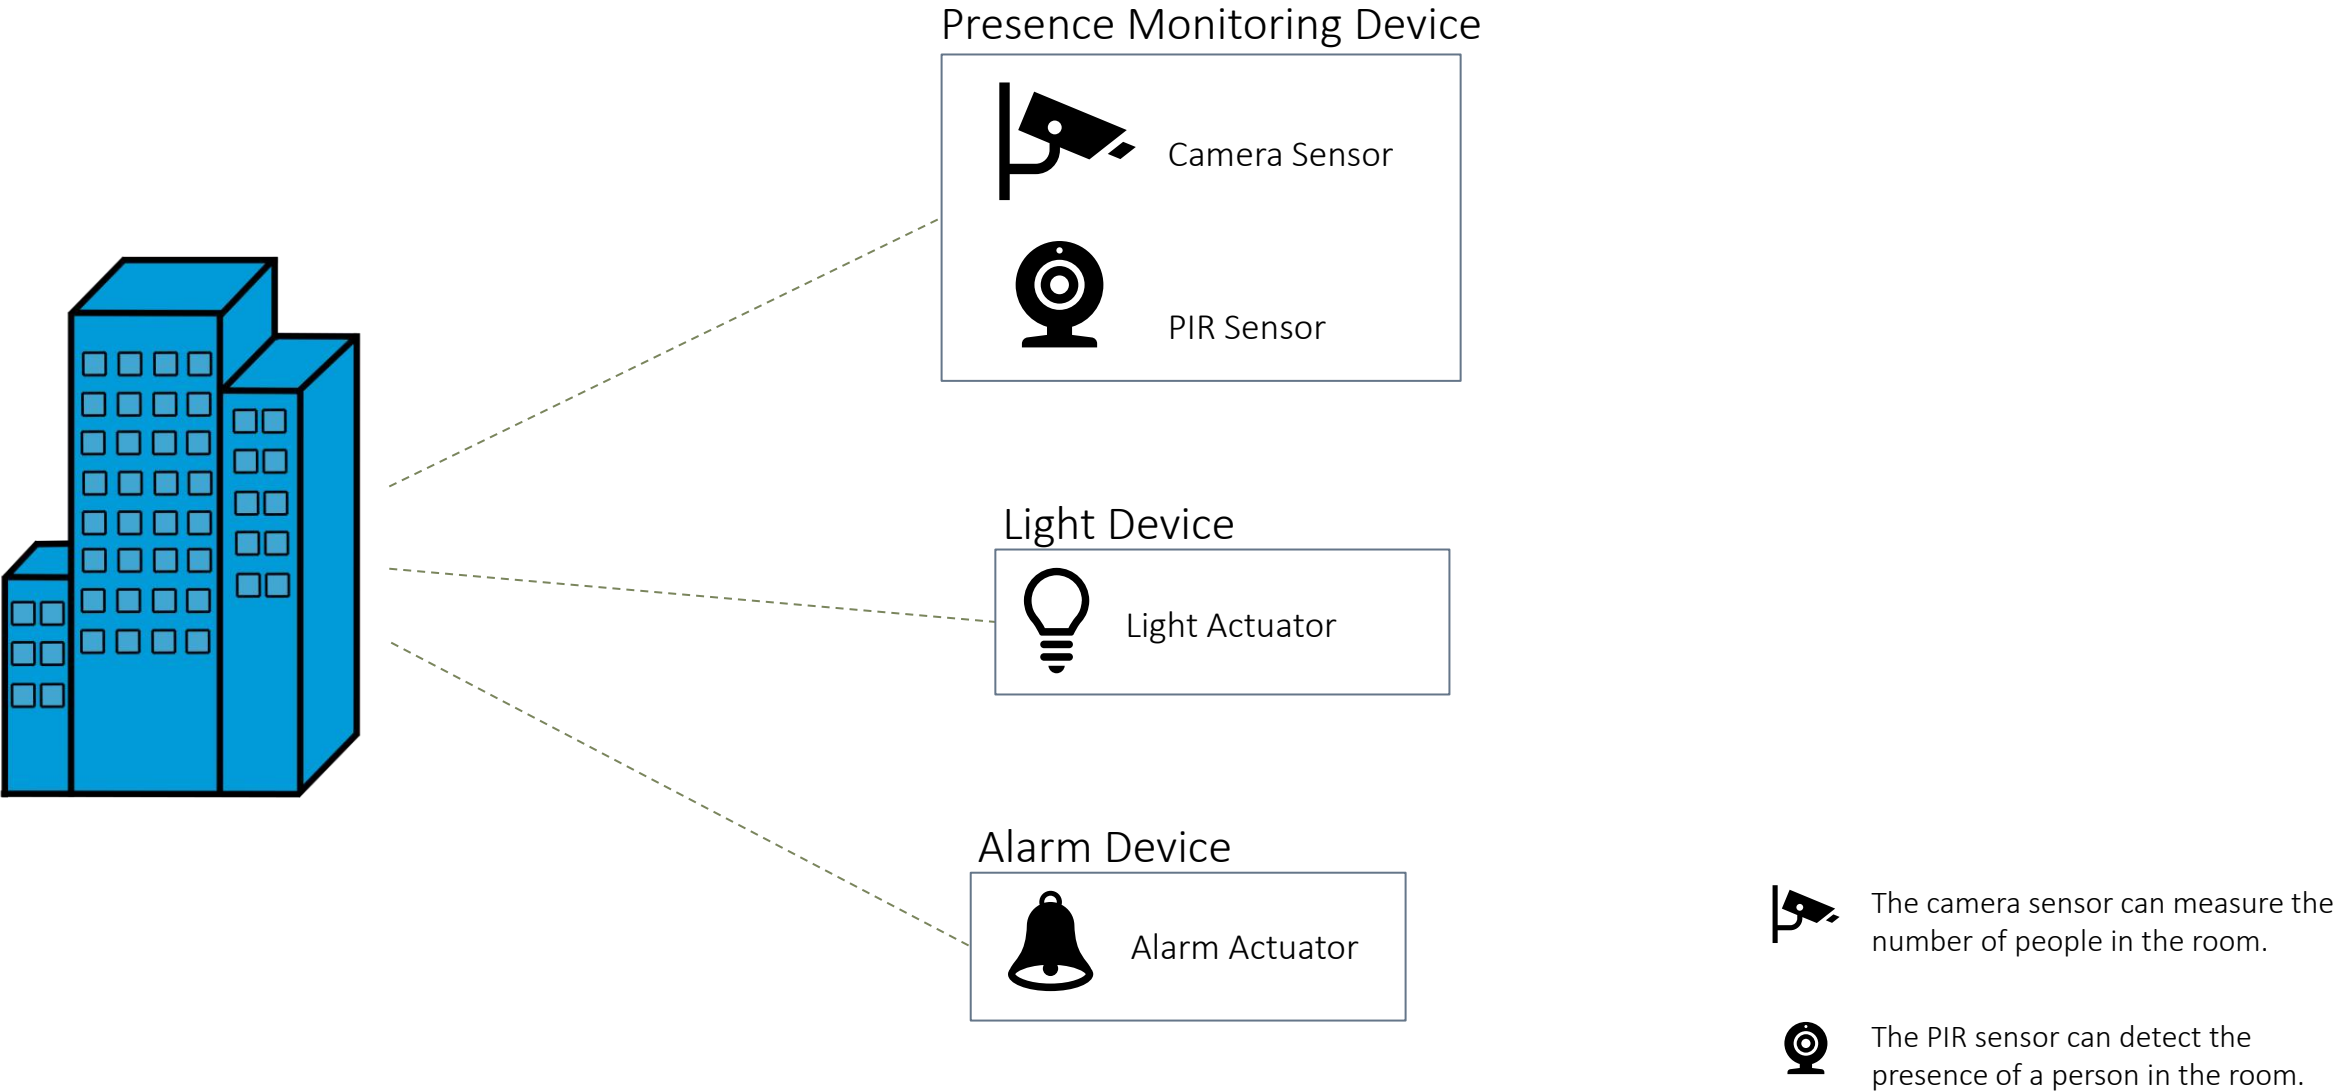 Presence Monitoring Device
Camera Sensor
PIR Sensor
Light Device
Light Actuator
Alarm Device
Alarm Actuator
The camera sensor can measure the
number of people in the room.
The PIR sensor can detect the
presence of a person in the room.